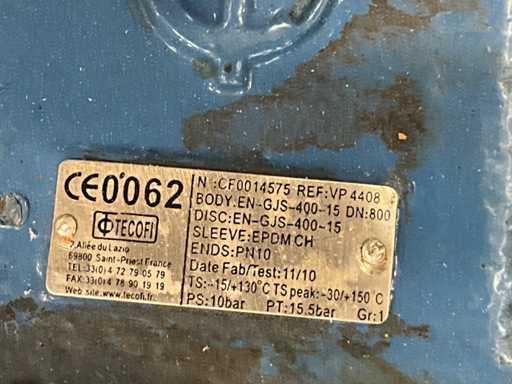 CE0062
TECOFI
7,Allée du Lazio
69800 Saint-Priest France
TEL:33(0)4 72 79 05 79
FAX:33(0)4 78 90 19 19
Web site:www.tecofi.fr
N°:CF0014575 REF:VP 4408
BODY:EN-GJS-400-15 DN:800
DISC:EN-GJS-400-15
SLEEVE:EPDM CH
ENDS:PN10
Date Fab/Test:11/10
TS:-15/+130°C TS peak:-30/+150°C
PS:10bar PT:15.5bar Gr:1